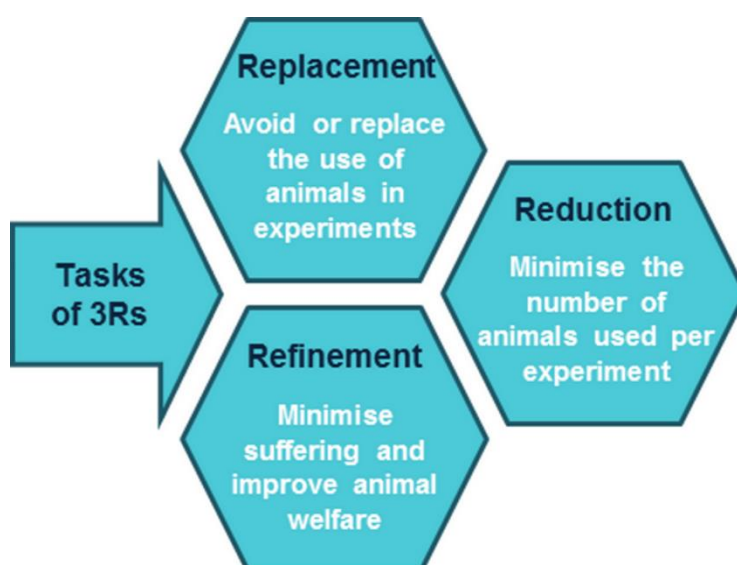 Tasks
of 3Rs
Replacement
Avoid or replace
the use of
animals in
experiments
Reduction
Minimise the
number of
animals used per
experiment
Refinement
Minimise
suffering and
improve animal
welfare